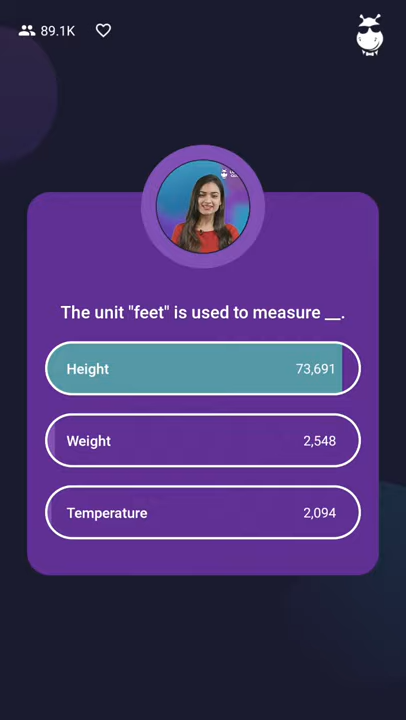 89.1K
The unit "feet" is used to measure __.
Height 73,691
Weight 2,548
Temperature 2,094